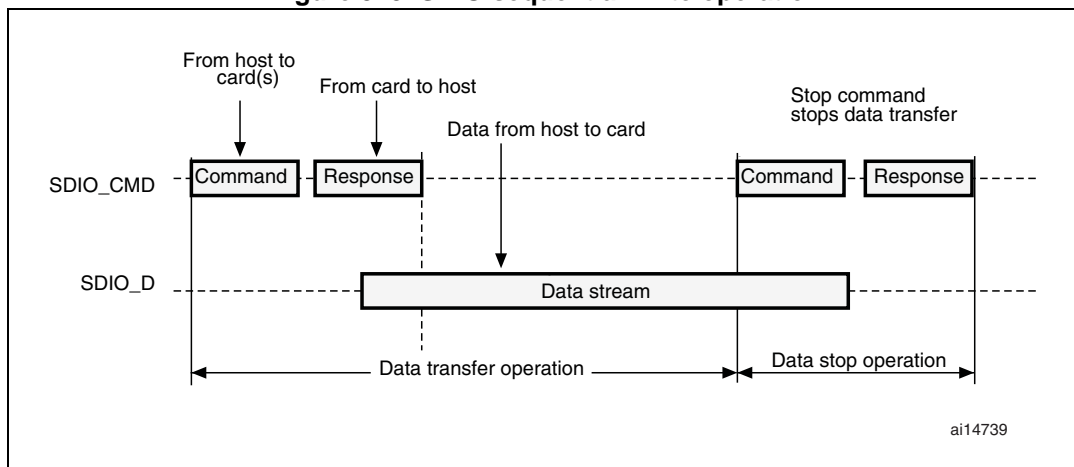 From host to
card(s)
From card to host
Data from host to card
Stop command
stops data transfer
SDIO_CMD
Command
Response
Command
Response
SDIO_D
Data stream
Data transfer operation
Data stop operation
ai14739